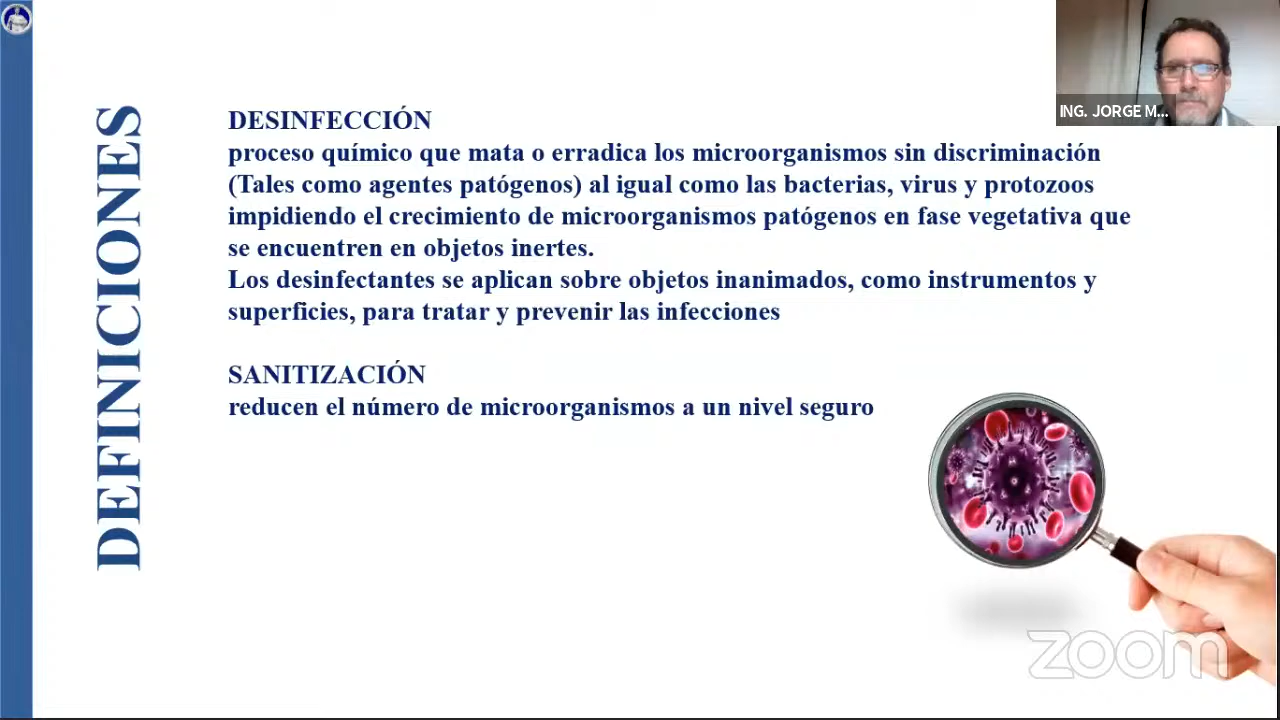 DEFINICIONES
DESINFECCIÓN
proceso químico que mata o erradica los microorganismos sin discriminación
(Tales como agentes patógenos) al igual como las bacterias, virus y protozoos
impidiendo el crecimiento de microorganismos patógenos en fase vegetativa que
se encuentren en objetos inertes.
Los desinfectantes se aplican sobre objetos inanimados, como instrumentos y
superficies, para tratar y prevenir las infecciones
SANITIZACIÓN
reducen el número de microorganismos a un nivel seguro
ING. JORGE M...
zoom